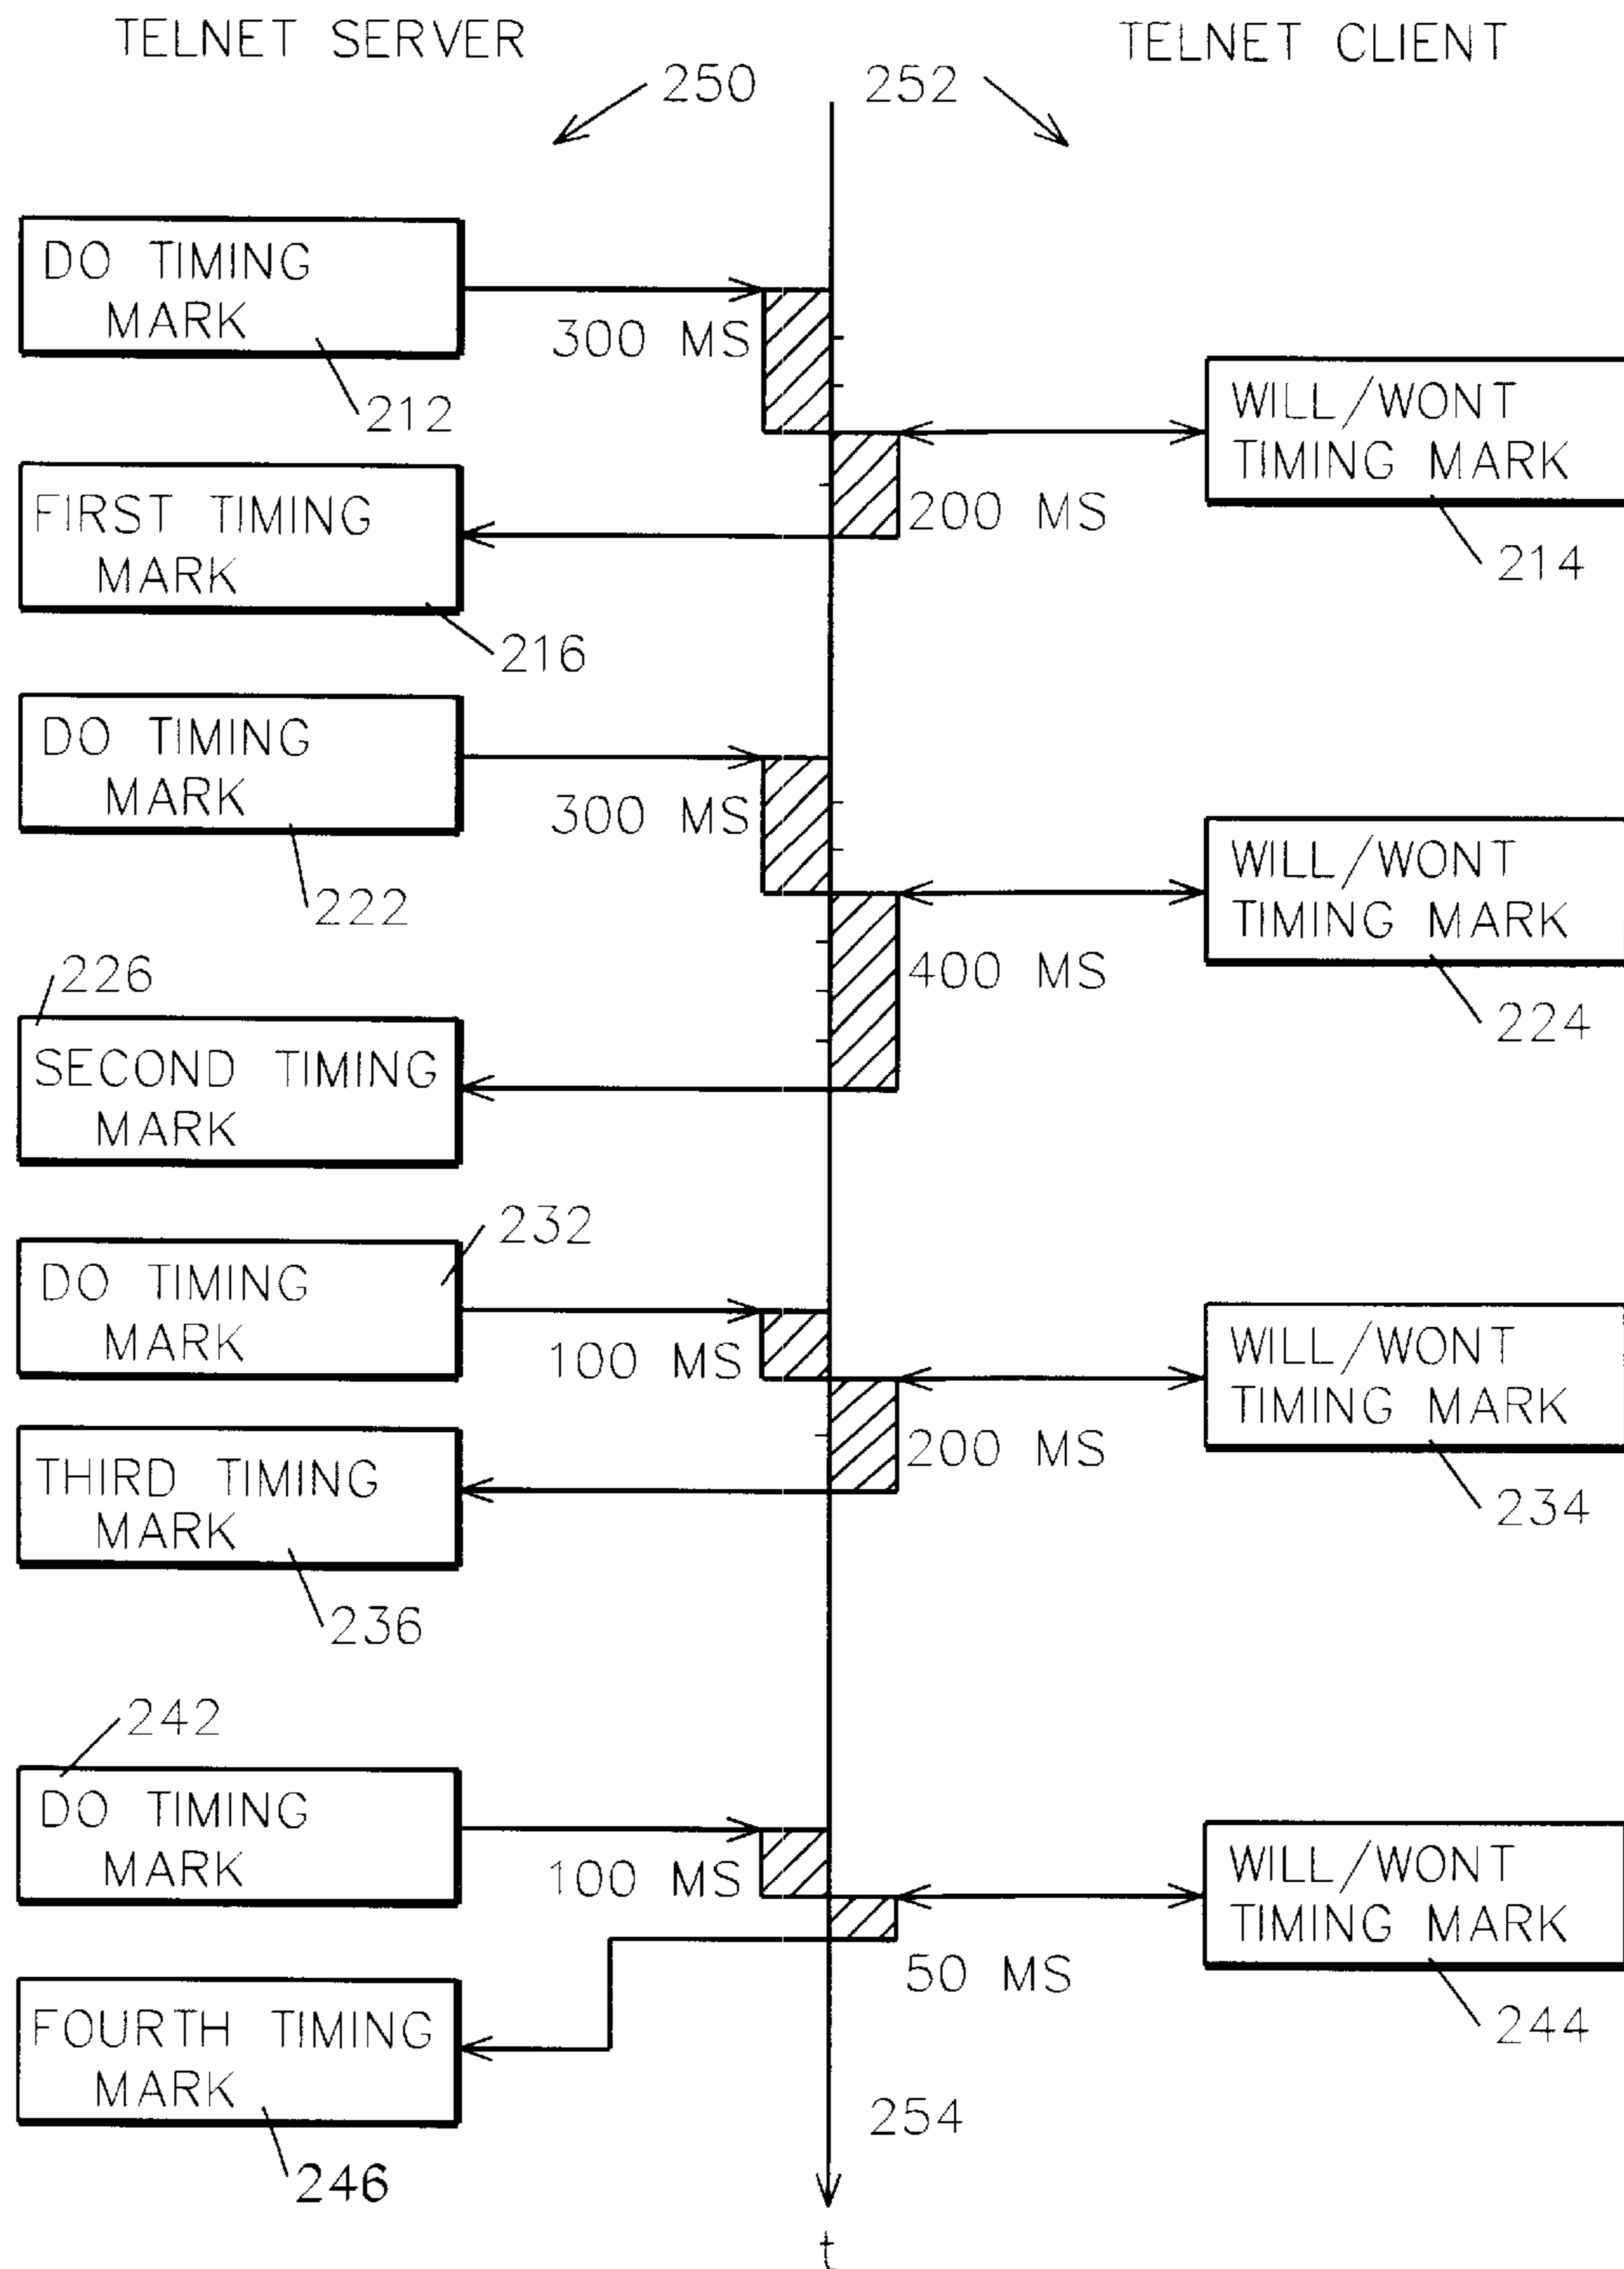 TELNET SERVER
TELNET CLIENT
250
252
DO TIMING
MARK
300 MS
212
WILL/WONT
TIMING MARK
FIRST TIMING
MARK
200 MS
214
216
DO TIMING
MARK
300 MS
222
WILL/WONT
TIMING MARK
226
400 MS
224
SECOND TIMING
MARK
232
DO TIMING
MARK
100 MS
WILL/WONT
TIMING MARK
THIRD TIMING
MARK
200 MS
234
236
242
DO TIMING
MARK
100 MS
WILL/WONT
TIMING MARK
50 MS
FOURTH TIMING
MARK
244
254
246
t